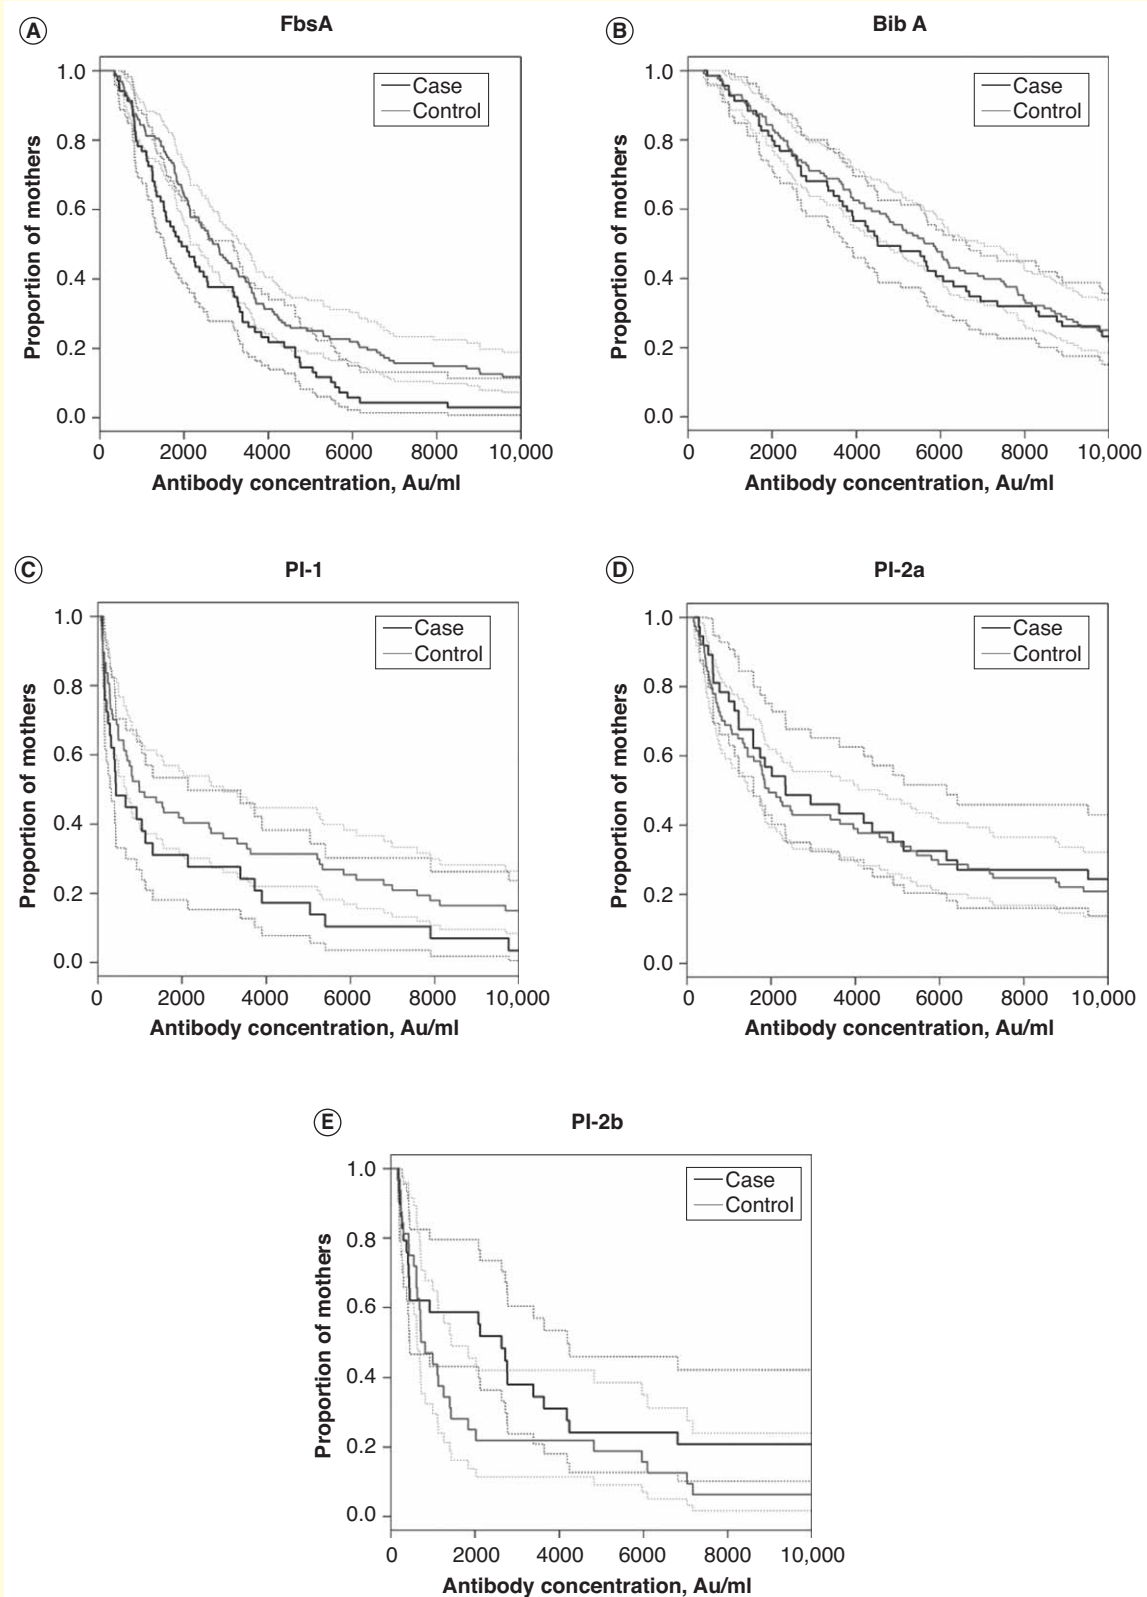 A
FbsA
Case
Control
Proportion of mothers
1.0
0.8
0.6
0.4
0.2
0.0
0 2000 4000 6000 8000 10,000
Antibody concentration, Au/ml
B
Bib A
Case
Control
Proportion of mothers
1.0
0.8
0.6
0.4
0.2
0.0
0 2000 4000 6000 8000 10,000
Antibody concentration, Au/ml
C
PI-1
Case
Control
Proportion of mothers
1.0
0.8
0.6
0.4
0.2
0.0
0 2000 4000 6000 8000 10,000
Antibody concentration, Au/ml
D
PI-2a
Case
Control
Proportion of mothers
1.0
0.8
0.6
0.4
0.2
0.0
0 2000 4000 6000 8000 10,000
Antibody concentration, Au/ml
E
PI-2b
Case
Control
Proportion of mothers
1.0
0.8
0.6
0.4
0.2
0.0
0 2000 4000 6000 8000 10,000
Antibody concentration, Au/ml